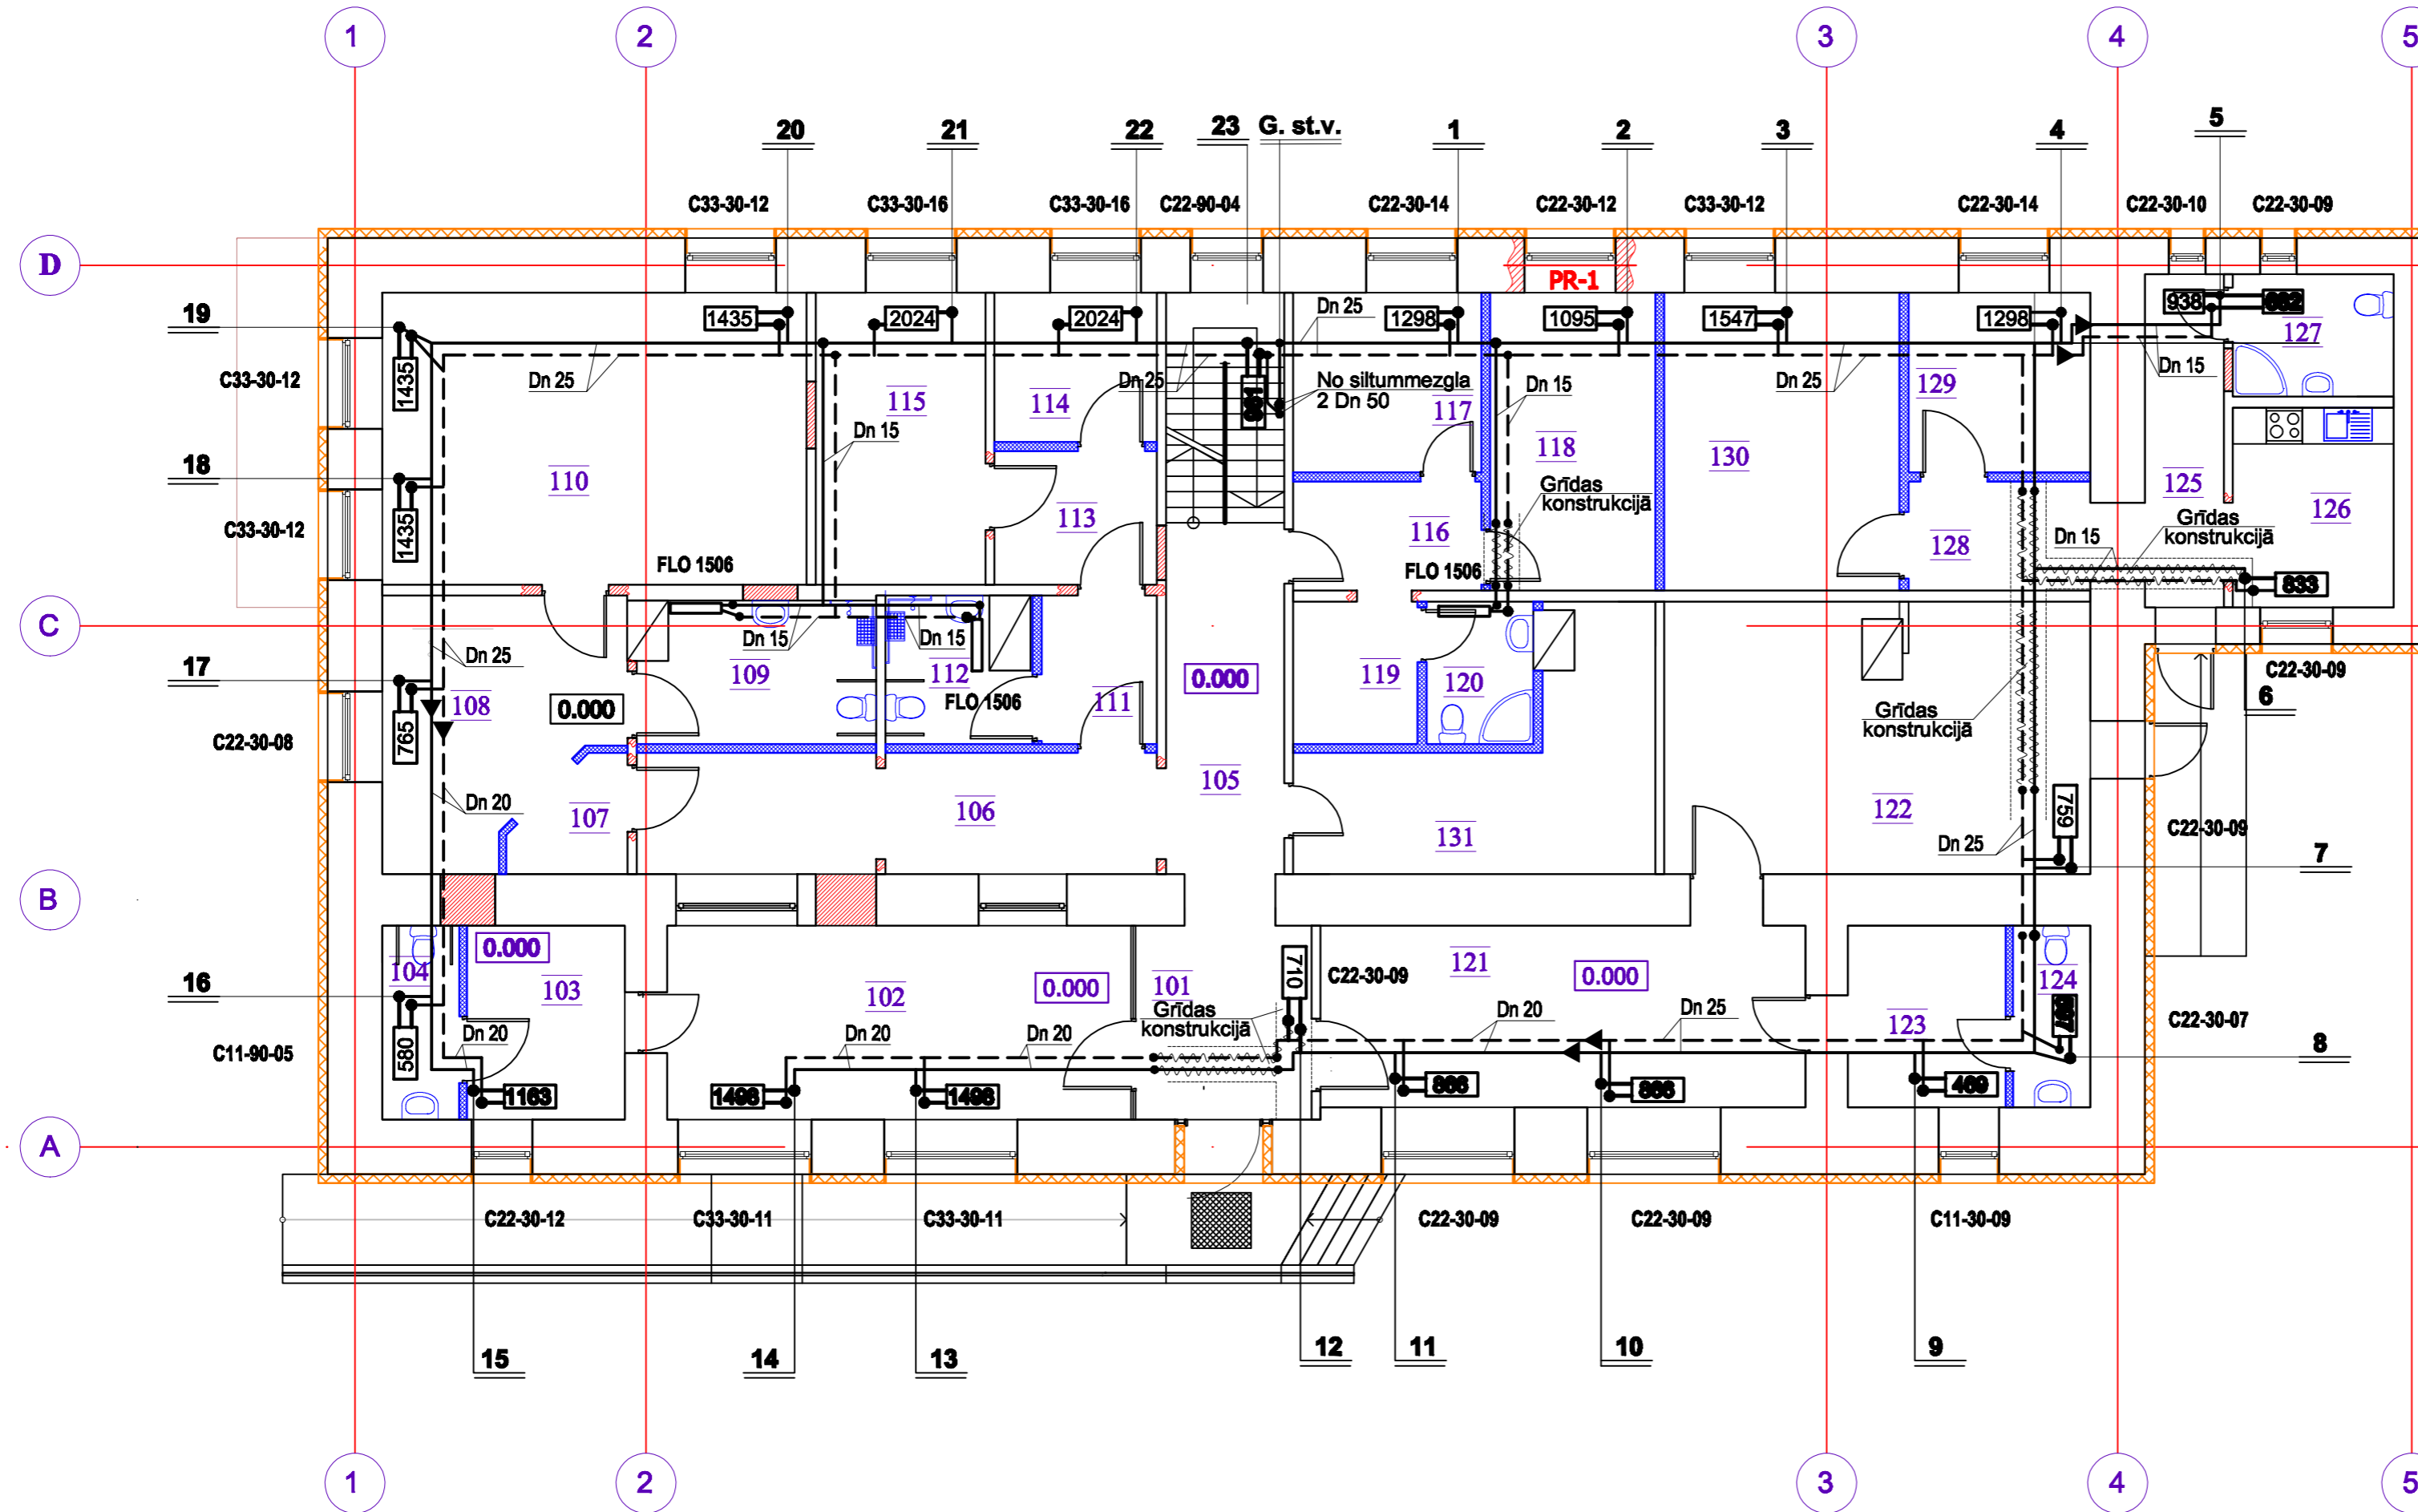 1
2
3
4
5
20
21
22
23
G. st.v.
1
2
3
4
5
C33-30-12
C33-30-16
C33-30-16
C22-90-04
C22-30-14
C22-30-12
C33-30-12
C22-30-14
C22-30-10
C22-30-09
D
PR-1
19
1435
2024
2024
Dn 25
1298
1095
1547
1298
938
127
C33-30-12
1435
Dn 25
115
114
Dn 25
No siltummezgla
2 Dn 50
117
Dn 15
Dn 25
129
Dn 15
Dn 15
118
130
18
110
Grīdas
konstrukcijā
125
126
C33-30-12
1435
113
116
128
Grīdas
konstrukcijā
Dn 15
FLO 1506
FLO 1506
833
C
Dn 15
Dn 15
Dn 25
17
109
112
0.000
119
120
C22-30-09
108
0.000
FLO 1506
111
6
765
Grīdas
konstrukcijā
C22-30-08
105
Dn 20
107
106
131
122
759
C22-30-09
Dn 25
7
B
0.000
104
103
102
0.000
101
710
C22-30-09
121
0.000
124
16
Grīdas
konstrukcijā
Dn 20
Dn 25
123
C22-30-07
C11-90-05
580
Dn 20
Dn 20
Dn 20
8
1163
1498
1498
866
866
469
A
C22-30-12
C33-30-11
C33-30-11
C22-30-09
C22-30-09
C11-30-09
15
14
13
12
11
10
9
1
2
3
4
5